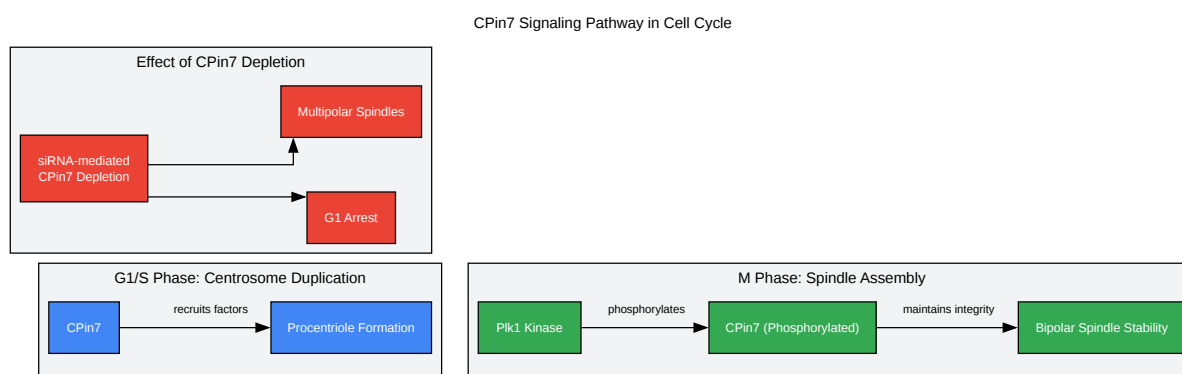 CPin7 Signaling Pathway in Cell Cycle
Effect of CPin7 Depletion
Multipolar Spindles
siRNA-mediated
CPin7 Depletion
G1 Arrest
G1/S Phase: Centrosome Duplication
CPin7
recruits factors
Procentriole Formation
M Phase: Spindle Assembly
Plk1 Kinase
phosphorylates
CPin7 (Phosphorylated)
maintains integrity
Bipolar Spindle Stability